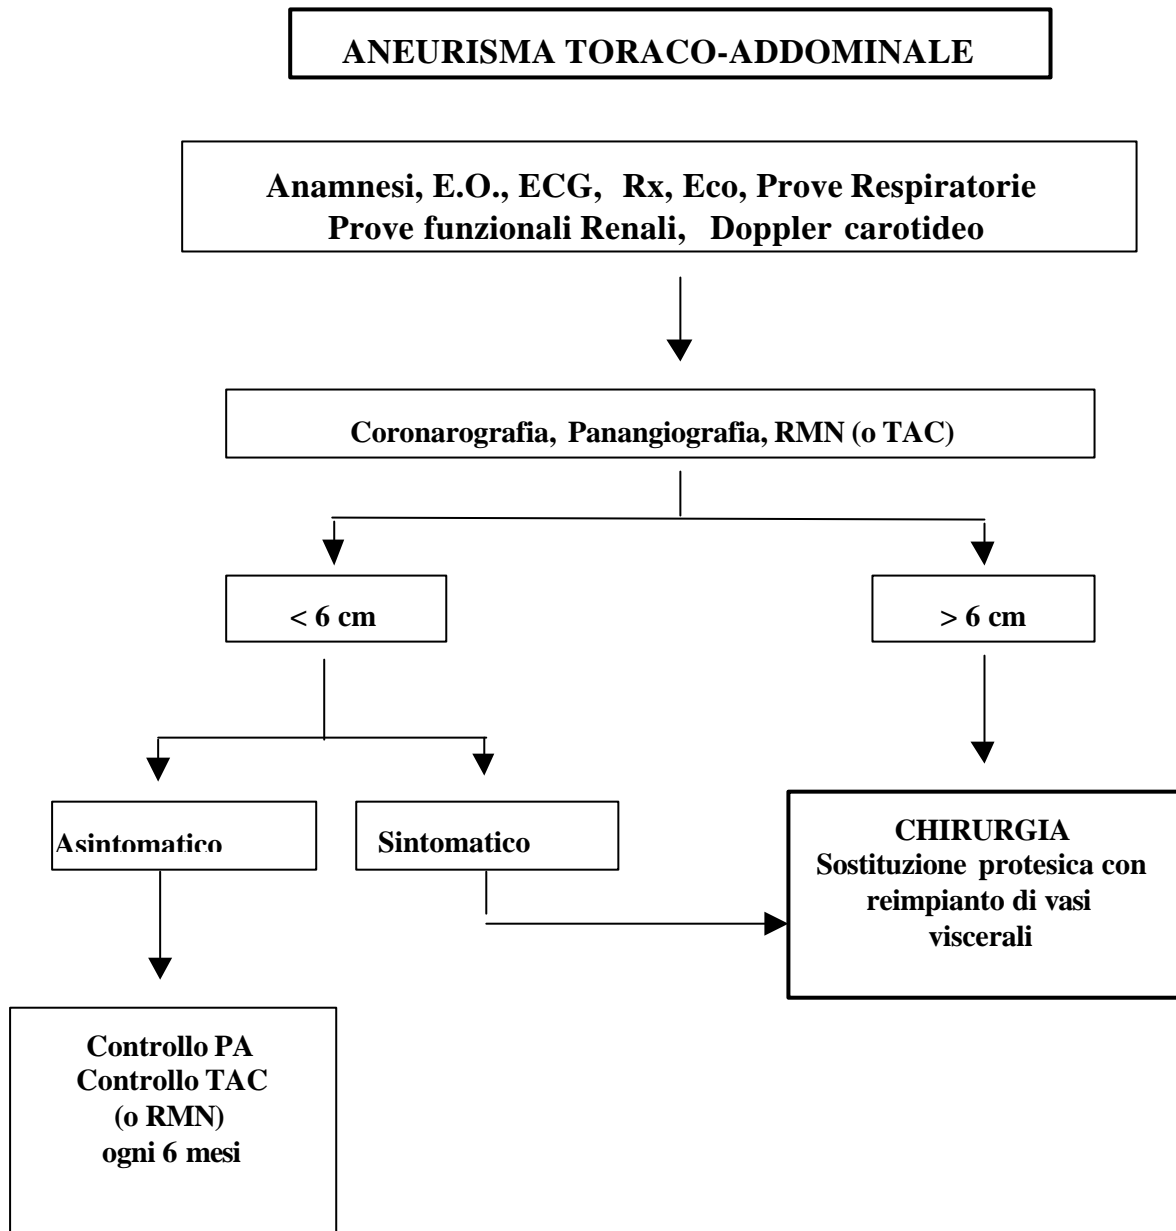 ANEURISMA TORACO-ADDOMINALE
Anamnesi, E.O., ECG, Rx, Eco, Prove Respiratorie
Prove funzionali Renali, Doppler carotideo
Coronarografia, Panangiografia, RMN (o TAC)
< 6 cm
> 6 cm
Asintomatico
Sintomatico
CHIRURGIA
Sostituzione protesica con
reimpianto di vasi
viscerali
Controllo PA
Controllo TAC
(o RMN)
ogni 6 mesi